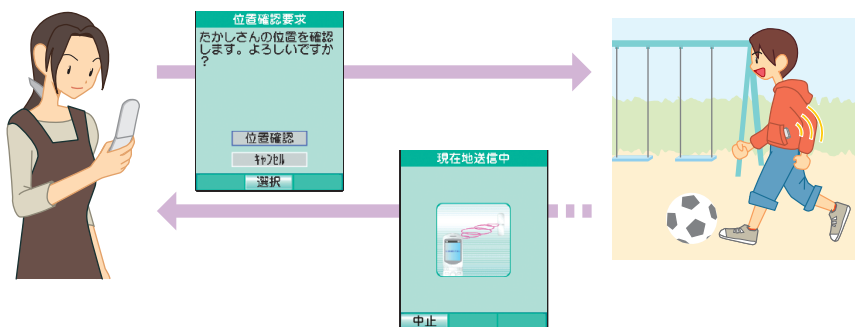 位置確認要求
たかしさんの位置を確認
します。よろしいですか
?
位置確認
ｷｬﾝｾﾙ
選択
現在地送信中
中止